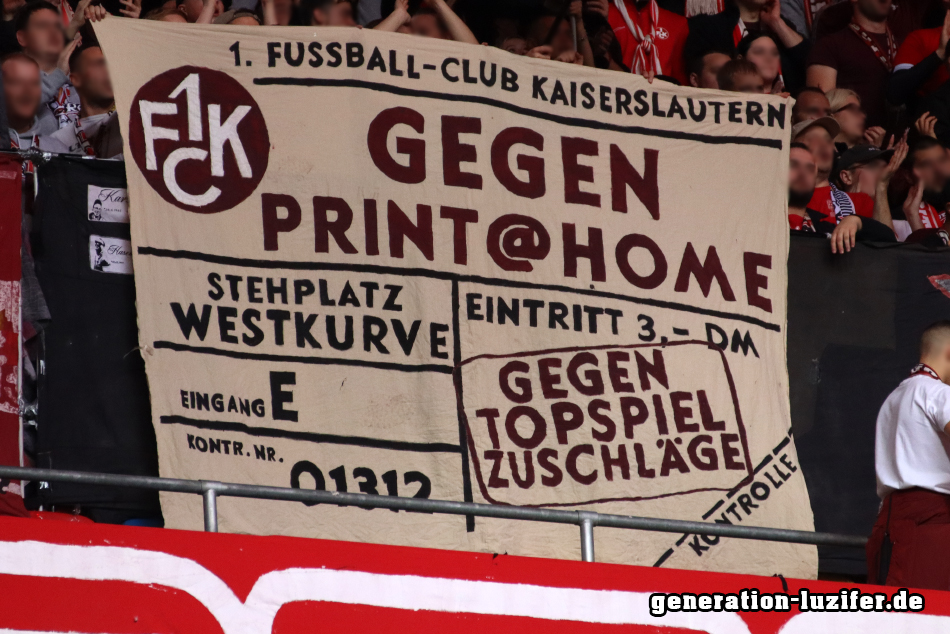 1. FUSSBALL-CLUB KAISERSLAUTERN
F1CK
GEGEN
PRINT@HOME
STEHPLATZ
WESTKURVE
EINTRITT 3,- DM
EINGANG E
KONTR. NR.
01312
GEGEN
TOPSPIEL
ZUSCHLÄGE
KONTROLLE
generation-luzifer.de